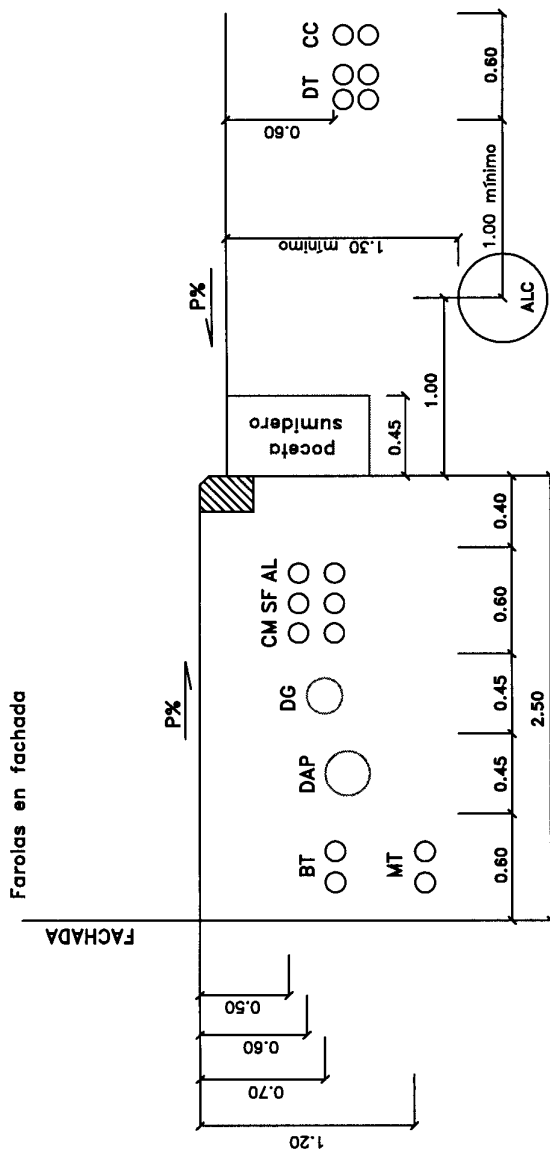 Farolas en fachada
FACHADA
P%
P%
BT
MT
DAP
DG
CM SF AL
poceta
sumidero
DT
CC
ALC
0.50
0.60
0.70
1.20
0.60
1.30 mínimo
0.60
0.45
0.45
0.60
0.40
2.50
0.45
1.00
1.00 mínimo
0.60